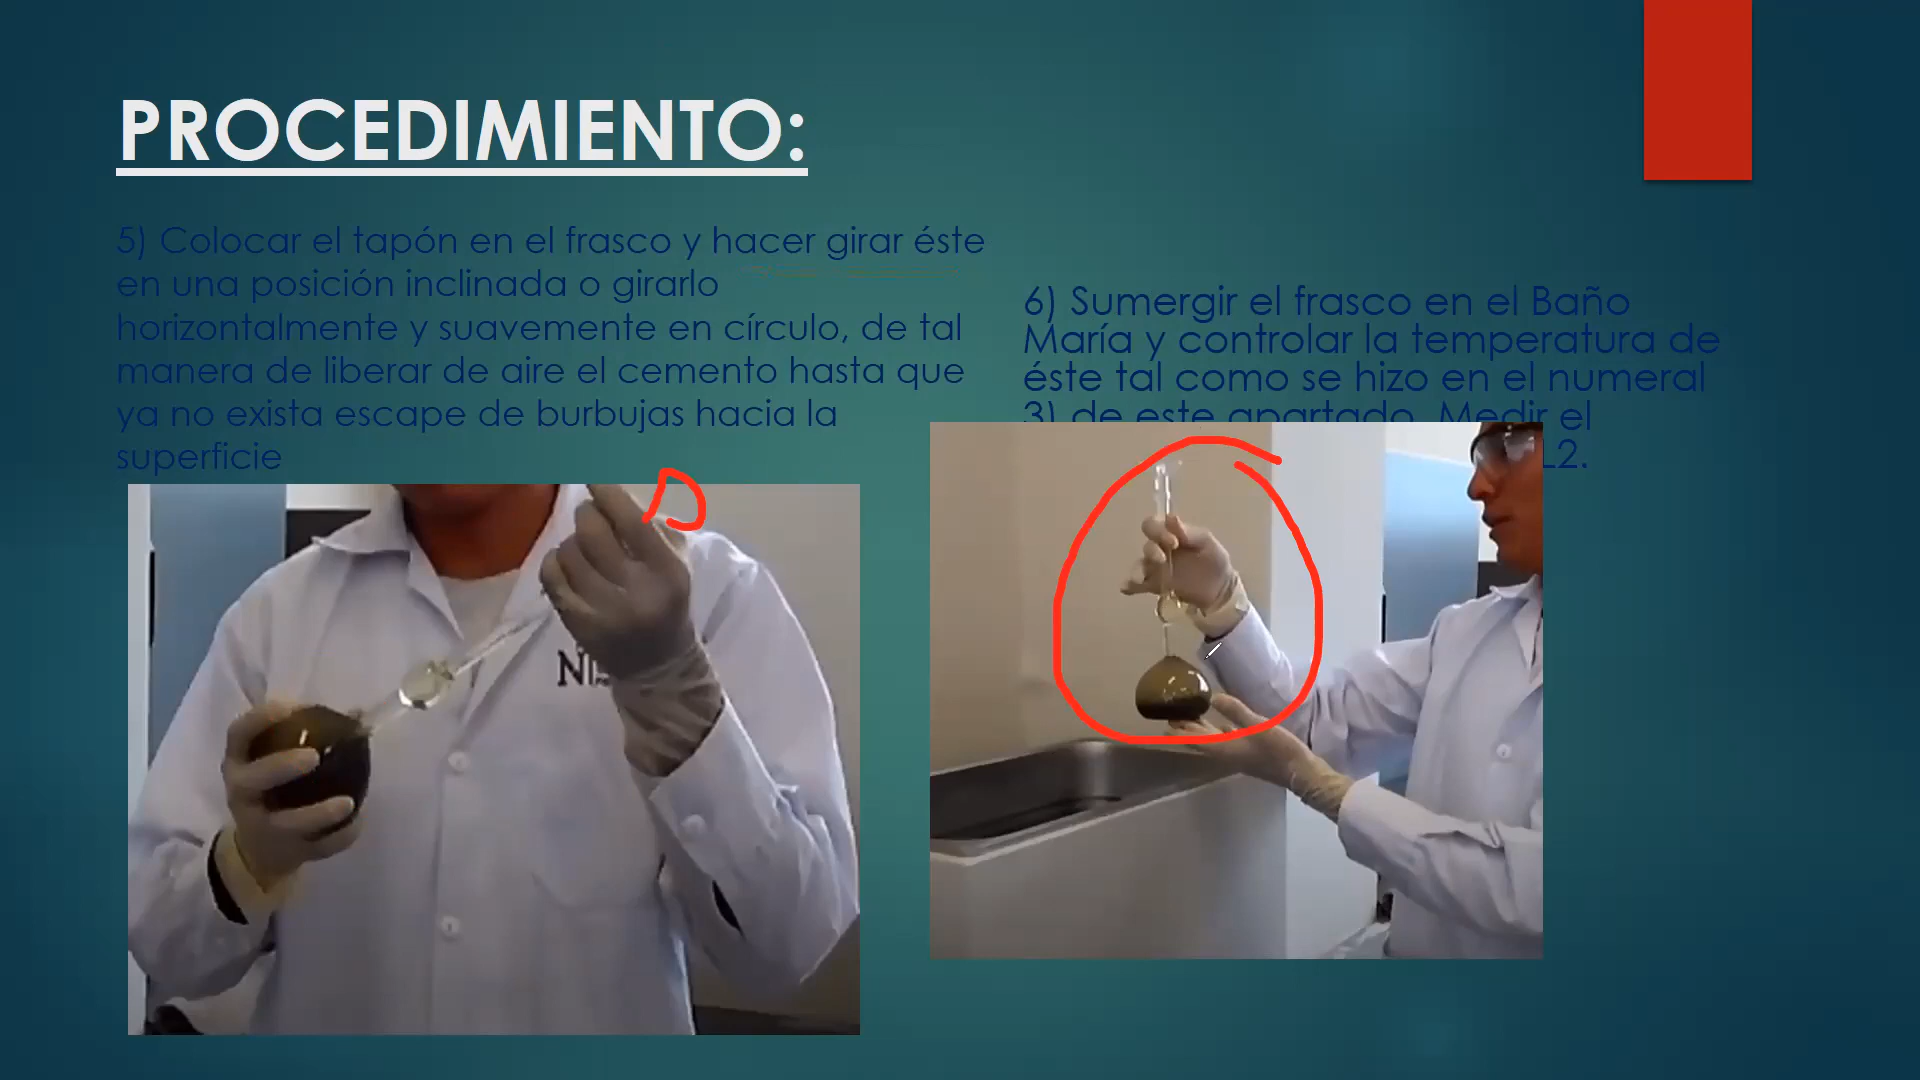 PROCEDIMIENTO:
5) Colocar el tapón en el frasco y hacer girar éste
en una posición inclinada o girarlo
horizontalmente y suavemente en círculo, de tal
manera de liberar de aire el cemento hasta que
ya no exista escape de burbujas hacia la
superficie
6) Sumergir el frasco en el Baño
María y controlar la temperatura de
éste tal como se hizo en el numeral
3) de este apartado. Medir el
L2.